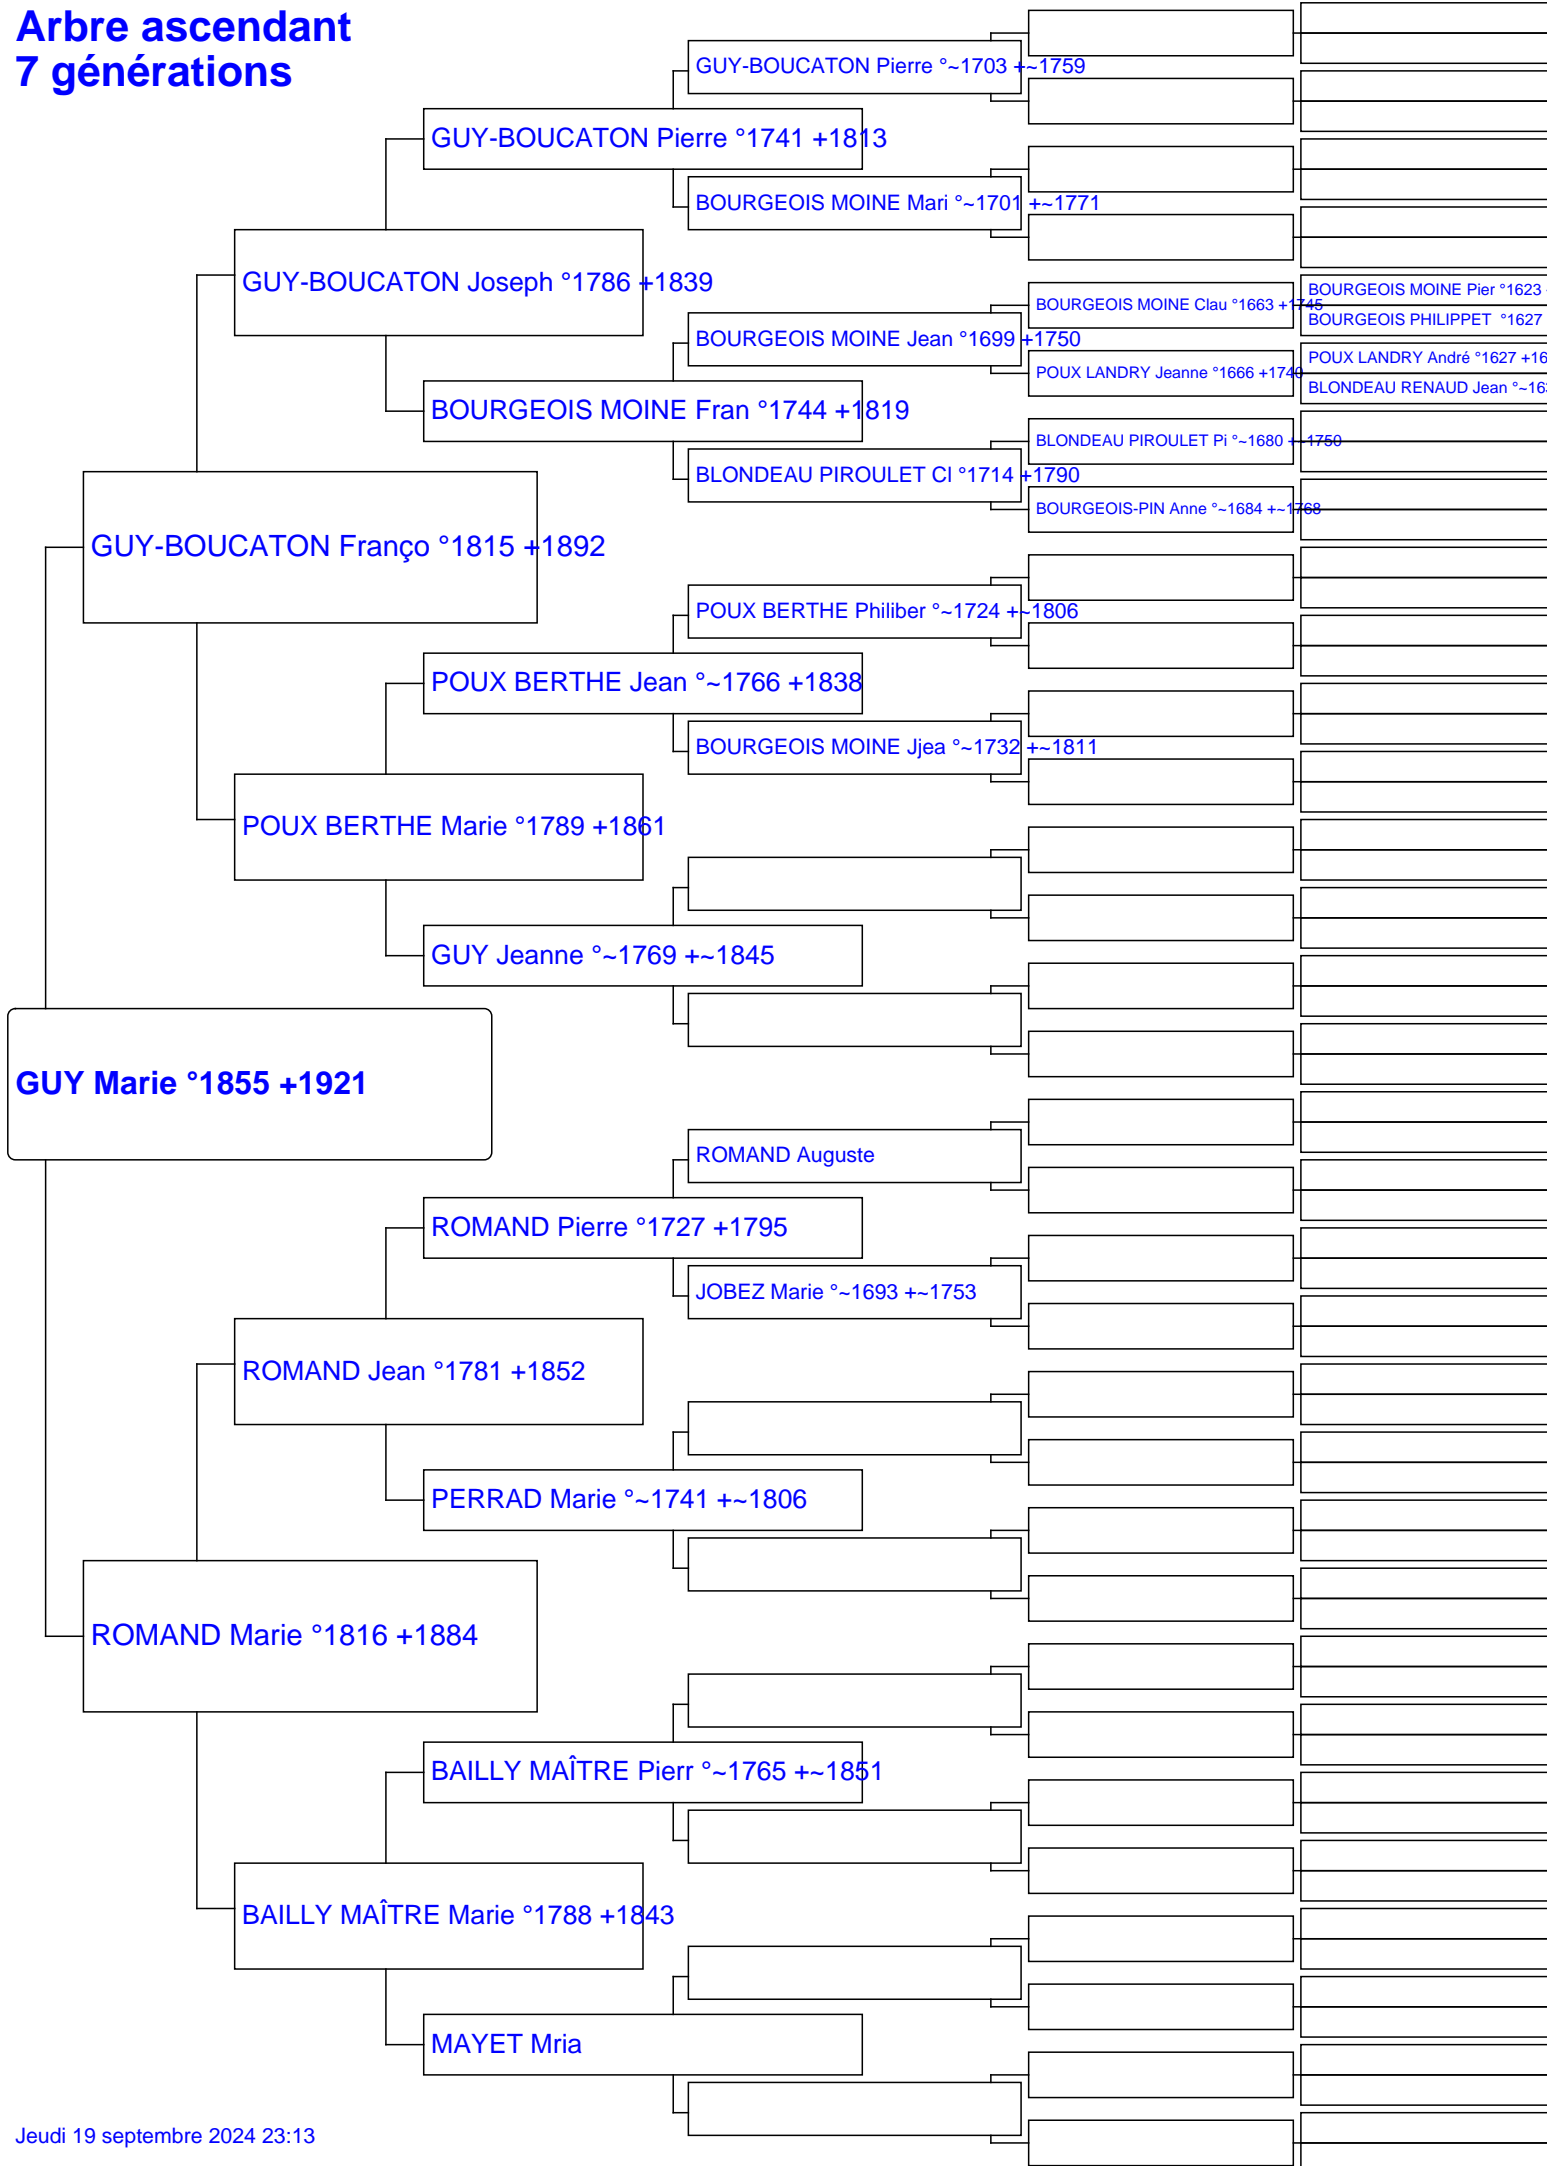 Arbre ascendant
7 générations
GUY-BOUCATON Pierre °~1703 +~1759
GUY-BOUCATON Pierre °1741 +1813
BOURGEOIS MOINE Mari °~1701 +~1771
GUY-BOUCATON Joseph °1786 +1839
BOURGEOIS MOINE Pier °1623
BOURGEOIS MOINE Clau °1663 +1745
BOURGEOIS PHILIPPET °1627
BOURGEOIS MOINE Jean °1699 +1750
POUX LANDRY André °1627 +16
POUX LANDRY Jeanne °1666 +1740
BLONDEAU RENAUD Jean °~163
BOURGEOIS MOINE Fran °1744 +1819
BLONDEAU PIROULET Pi °~1680 +~1750
BLONDEAU PIROULET Cl °1714 +1790
BOURGEOIS-PIN Anne °~1684 +~1768
GUY-BOUCATON Franço °1815 +1892
POUX BERTHE Philiber °~1724 +~1806
POUX BERTHE Jean °~1766 +1838
BOURGEOIS MOINE Jjea °~1732 +~1811
POUX BERTHE Marie °1789 +1861
GUY Jeanne °~1769 +~1845
GUY Marie °1855 +1921
ROMAND Auguste
ROMAND Pierre °1727 +1795
JOBEZ Marie °~1693 +~1753
ROMAND Jean °1781 +1852
PERRAD Marie °~1741 +~1806
ROMAND Marie °1816 +1884
BAILLY MAÎTRE Pierr °~1765 +~1851
BAILLY MAÎTRE Marie °1788 +1843
MAYET Mria
Jeudi 19 septembre 2024 23:13